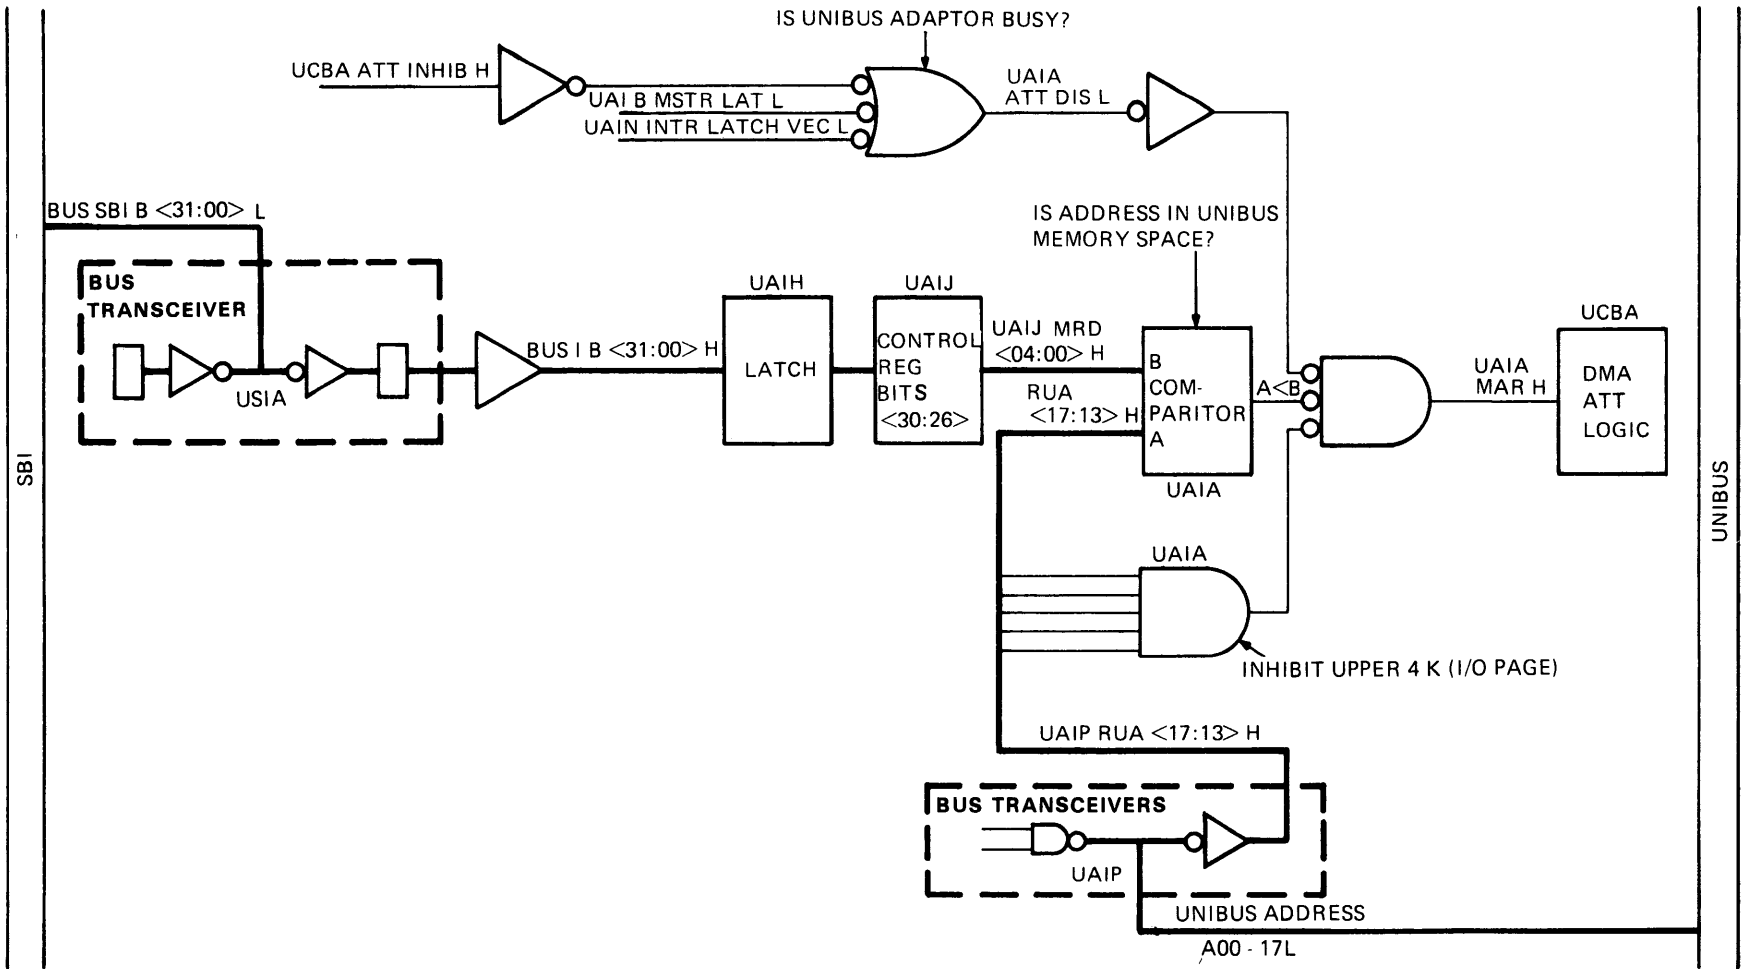 IS UNIBUS ADAPTOR BUSY?
UCBA ATT INHIB H
UAI B MSTR LAT L
UAIN INTR LATCH VEC L
UAIA
ATT DIS L
BUS SBI B <31:00> L
IS ADDRESS IN UNIBUS
MEMORY SPACE?
BUS
TRANSCEIVER
USIA
BUS I B <31:00> H
UAIH
LATCH
UAIJ
CONTROL
REG
BITS
<30:26>
UAIJ MRD
<04:00> H
RUA
<17:13> H
B
COM-
PARITOR
A
UAIA
A<B
UAIA
MAR H
UCBA
DMA
ATT
LOGIC
SBI
UNIBUS
UAIA
INHIBIT UPPER 4 K (I/O PAGE)
UAIP RUA <17:13> H
BUS TRANSCEIVERS
UAIP
UNIBUS ADDRESS
A00 - 17L